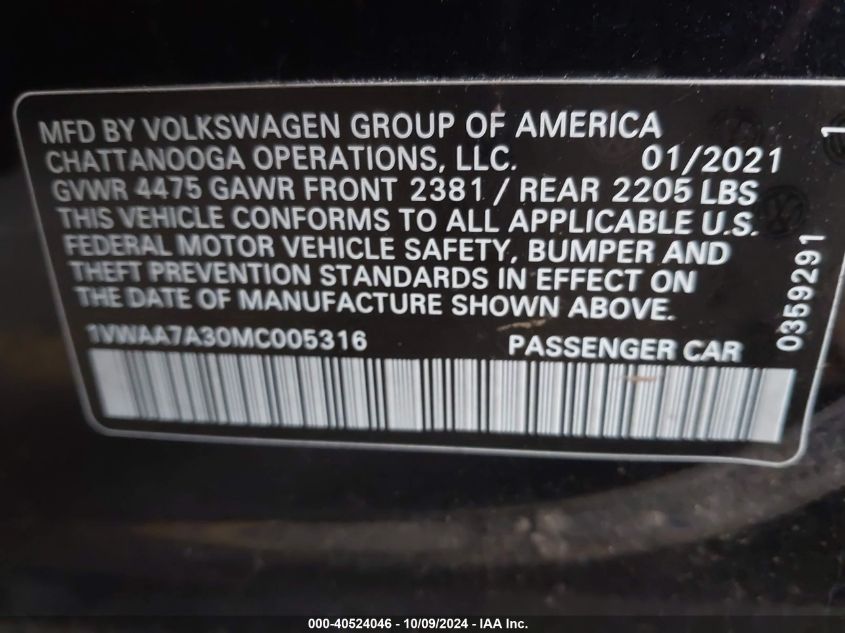 MFD BY VOLKSWAGEN GROUP OF AMERICA
CHATTANOOGA OPERATIONS, LLC. 01/2021
GVWR 4475 GAWR FRONT 2381 / REAR 2205 LBS
THIS VEHICLE CONFORMS TO ALL APPLICABLE U.S.
FEDERAL MOTOR VEHICLE SAFETY, BUMPER AND
THEFT PREVENTION STANDARDS IN EFFECT ON
THE DATE OF MANUFACTURE SHOWN ABOVE.
1VWAA7A30MC005316 PASSENGER CAR
0359291
1
000-40524046 - 10/09/2024 - IAA Inc.